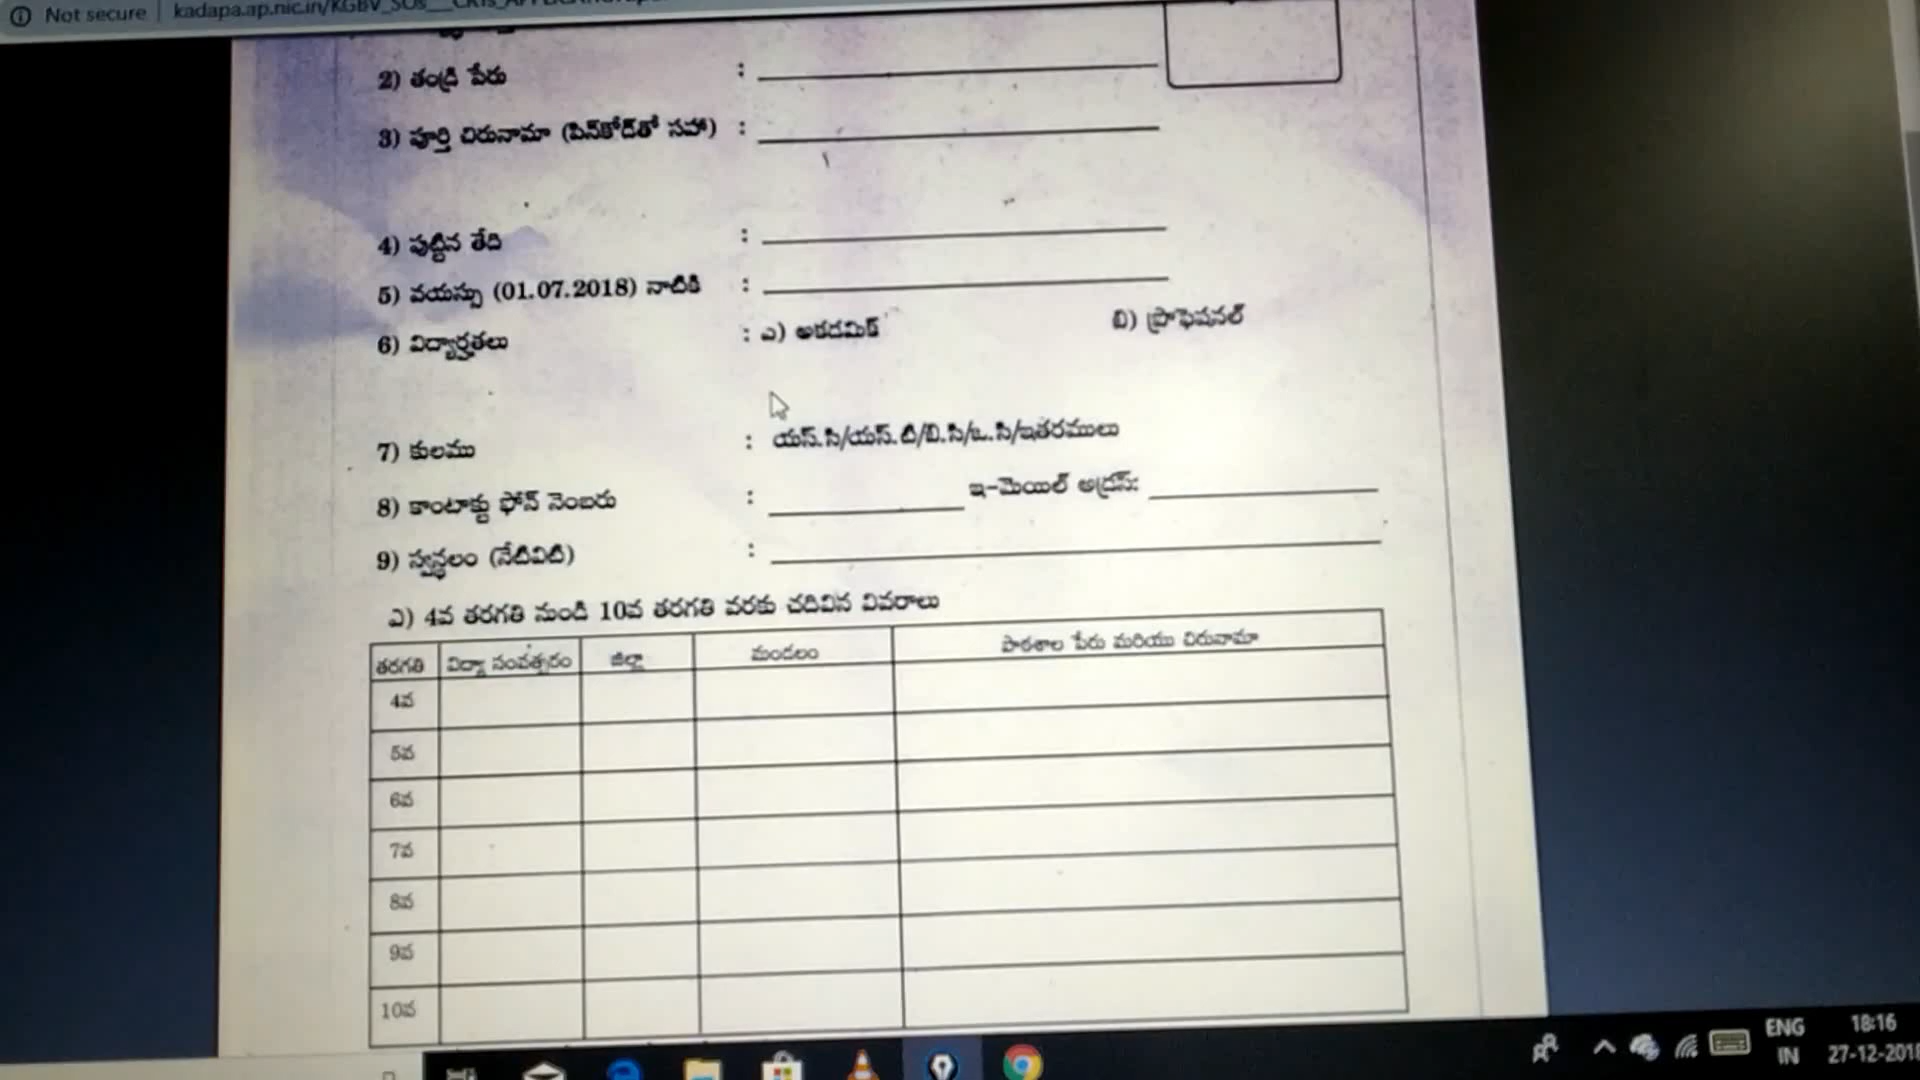 Not secure | kadapa.ap.nic.in/KGBV_SOs___CRTs_APPLICATION
2) తండ్రి పేరు :
3) పూర్తి చిరునామా (పిన్‌కోడ్‌తో సహా) :
4) పుట్టిన తేది :
5) వయస్సు (01.07.2018) నాటికి :
6) విద్యార్హతలు : ఎ) అకడమిక్ బి) ప్రొఫెషనల్
7) కులము : యస్.సి/యస్.టి/బి.సి/ఓ.సి/ఇతరములు
8) కాంటాక్టు ఫోన్ నెంబరు : ఇ-మెయిల్ అడ్రస్:
9) స్వస్థలం (నేటివిటి) :
ఎ) 4వ తరగతి నుండి 10వ తరగతి వరకు చదివిన వివరాలు
తరగతి విద్యా సంవత్సరం జిల్లా మండలం పాఠశాల పేరు మరియు చిరునామా
4వ
5వ
6వ
7వ
8వ
9వ
10వ
ENG 18:16
IN 27-12-2018